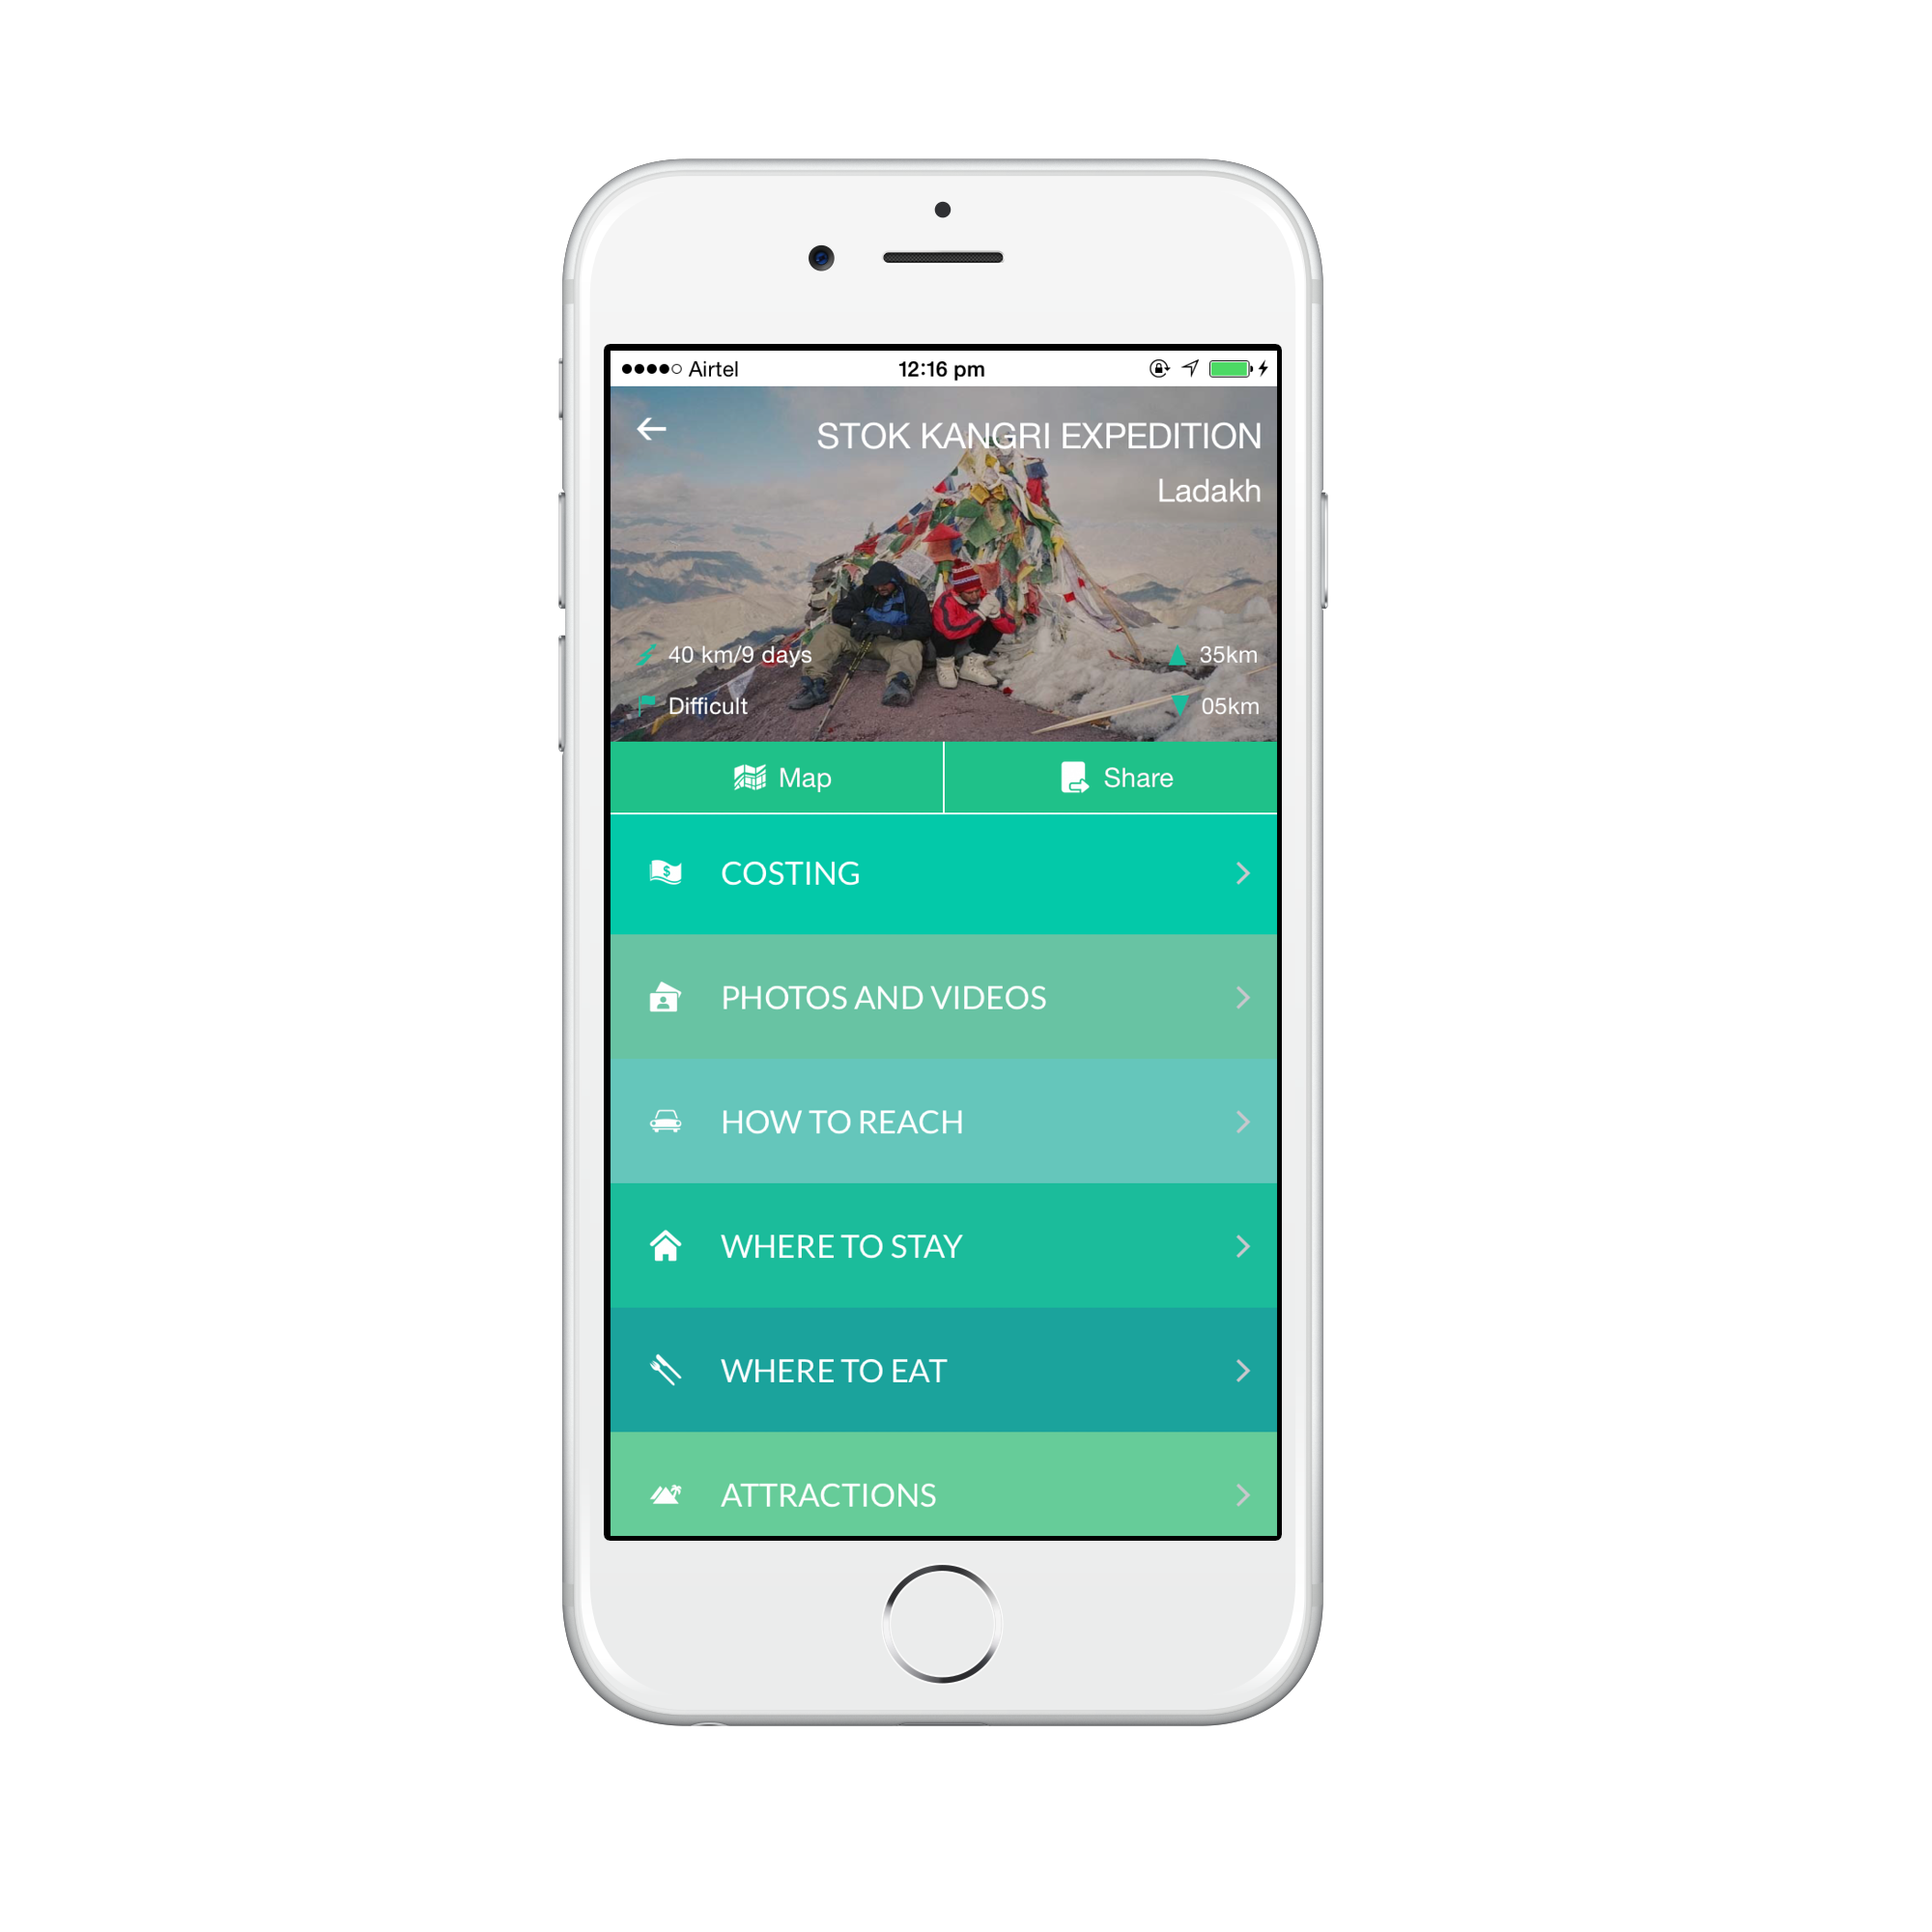 Airtel 12:16 pm
STOK KANGRI EXPEDITION
Ladakh
40 km/9 days 35km
Difficult 05km
Map Share
COSTING
PHOTOS AND VIDEOS
HOW TO REACH
WHERE TO STAY
WHERE TO EAT
ATTRACTIONS